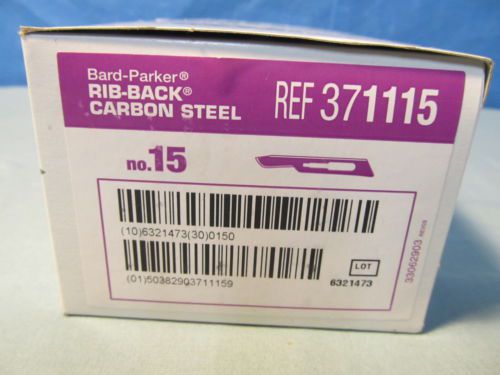 Bard-Parker®
RIB-BACK®
CARBON STEEL
REF 371115
no.15
(10)6321473(30)0150
(01)50382903711159
LOT
6321473
33062903 REV03